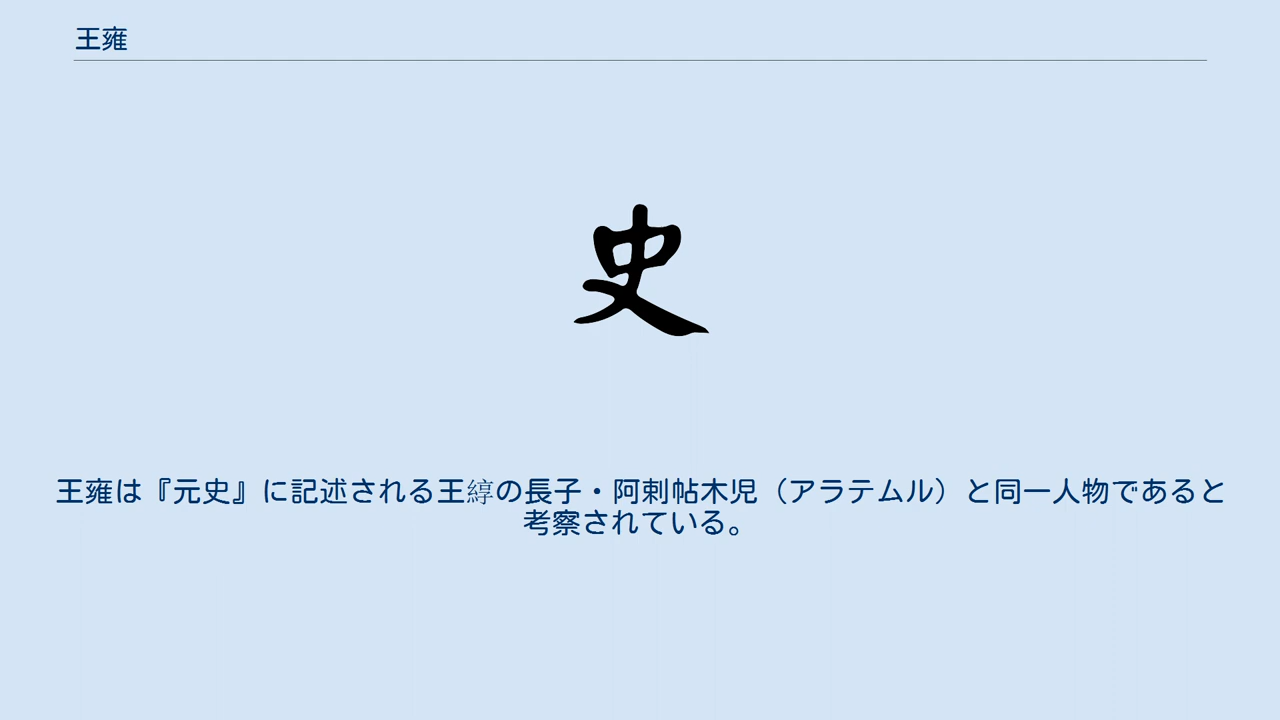 王雍
史
王雍は『元史』に記述される王綧の長子・阿剌帖木児（アラテムル）と同一人物であると
考察されている。